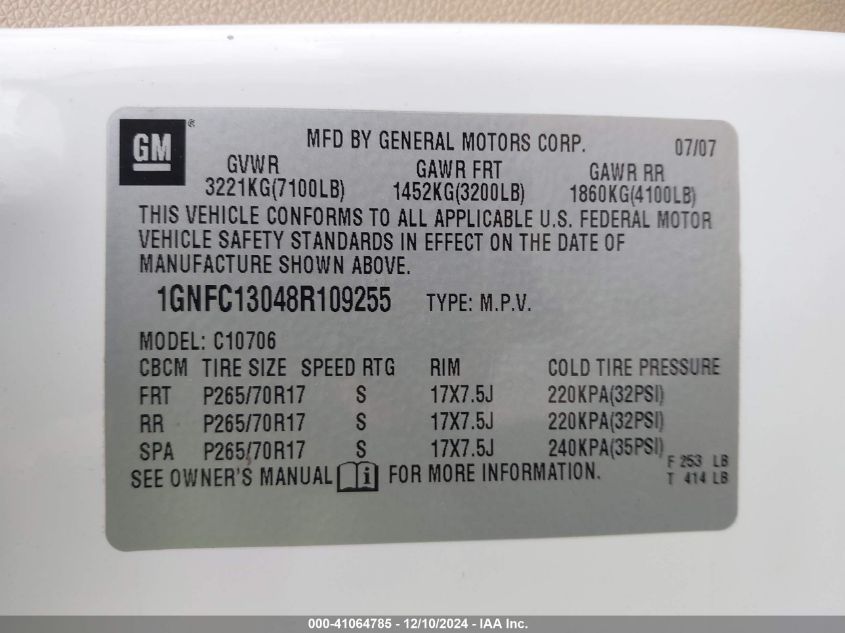 GM® MFD BY GENERAL MOTORS CORP. 07/07
GVWR GAWR FRT GAWR RR
3221KG(7100LB) 1452KG(3200LB) 1860KG(4100LB)
THIS VEHICLE CONFORMS TO ALL APPLICABLE U.S. FEDERAL MOTOR
VEHICLE SAFETY STANDARDS IN EFFECT ON THE DATE OF
MANUFACTURE SHOWN ABOVE.
1GNFC13048R109255 TYPE: M.P.V.
MODEL: C10706
CBCM TIRE SIZE SPEED RTG RIM COLD TIRE PRESSURE
FRT P265/70R17 S 17X7.5J 220KPA(32PSI)
RR P265/70R17 S 17X7.5J 220KPA(32PSI)
SPA P265/70R17 S 17X7.5J 240KPA(35PSI)
F 253 LB
SEE OWNER'S MANUAL i FOR MORE INFORMATION.
T 414 LB
000-41064785 - 12/10/2024 - IAA Inc.